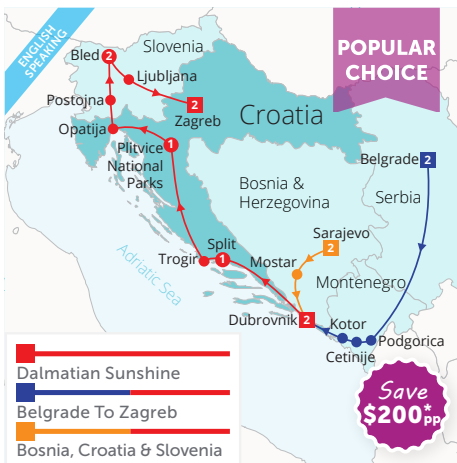 ENGLISH
SPEAKING
POPULAR
CHOICE
Slovenia
Bled
2
Ljubljana
Postojna
2
Zagreb
Opatija
Croatia
Plitvice
National
Parks
1
Belgrade
2
Bosnia &
Herzegovina
Serbia
Sarajevo
2
Adriatic Sea
Split
Trogir
1
Mostar
Montenegro
Dubrovnik
2
Kotor
Cetinije
Podgorica
Dalmatian Sunshine
Belgrade To Zagreb
Bosnia, Croatia & Slovenia
Save
$200*pp